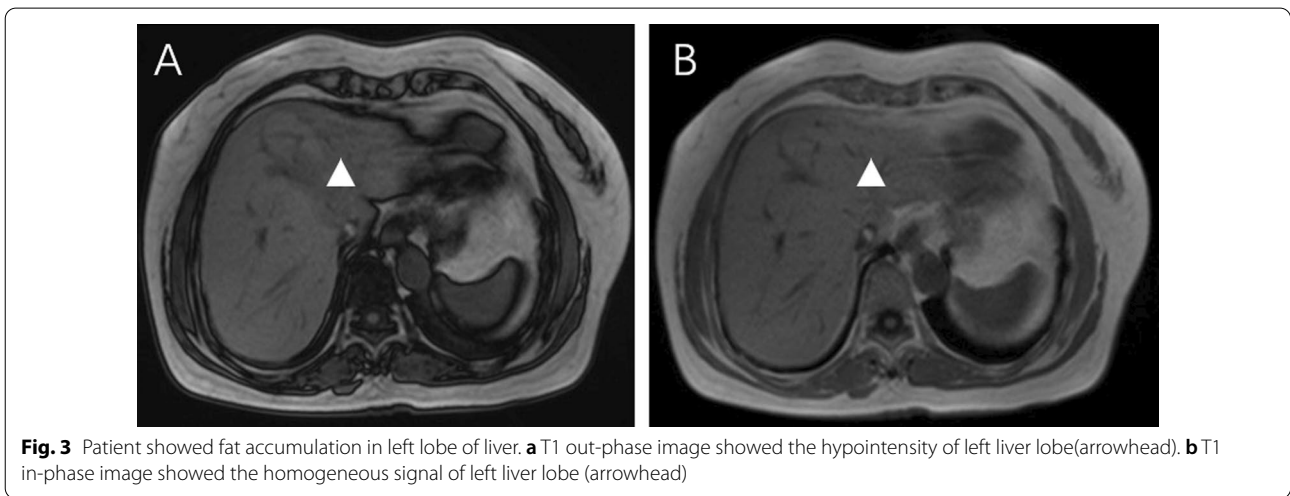 A B
Fig. 3 Patient showed fat accumulation in left lobe of liver. a T1 out-phase image showed the hypointensity of left liver lobe(arrowhead). b T1
in-phase image showed the homogeneous signal of left liver lobe (arrowhead)